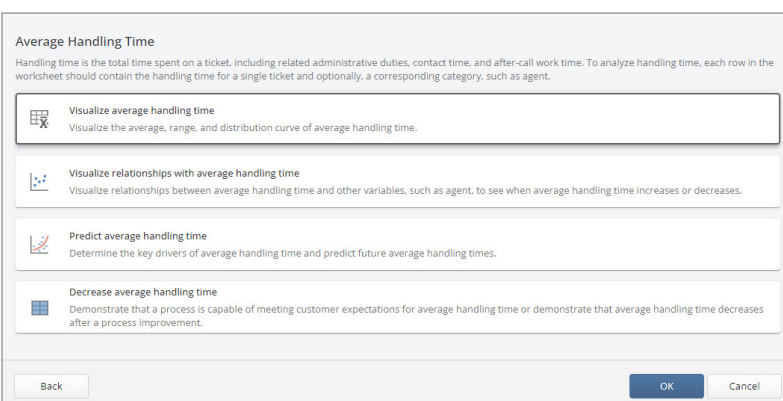 Average Handling Time
Handling time is the total time spent on a ticket, including related administrative duties, contact time, and after-call work time. To analyze handling time, each row in the
worksheet should contain the handling time for a single ticket and optionally, a corresponding category, such as agent.
Visualize average handling time
Visualize the average, range, and distribution curve of average handling time.
Visualize relationships with average handling time
Visualize relationships between average handling time and other variables, such as agent, to see when average handling time increases or decreases.
Predict average handling time
Determine the key drivers of average handling time and predict future average handling times.
Decrease average handling time
Demonstrate that a process is capable of meeting customer expectations for average handling time or demonstrate that average handling time decreases
after a process improvement.
Back OK Cancel